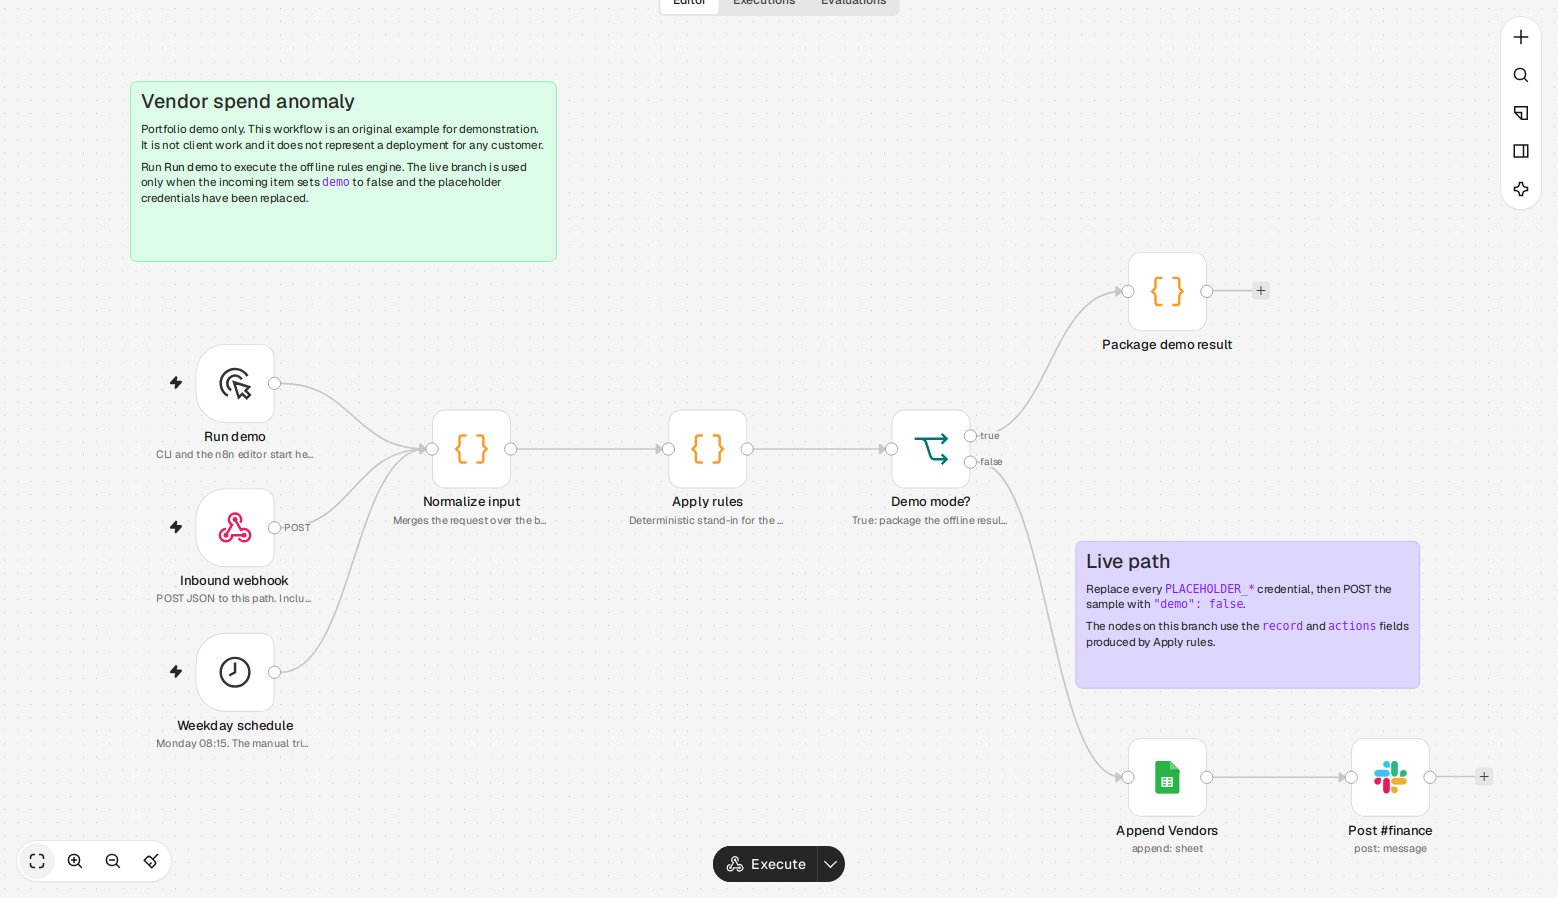 Editor
Executions
Evaluations
Vendor spend anomaly
Portfolio demo only. This workflow is an original example for demonstration.
It is not client work and it does not represent a deployment for any customer.
Run Run demo to execute the offline rules engine. The live branch is used
only when the incoming item sets demo to false and the placeholder
credentials have been replaced.
Package demo result
Run demo
CLI and the n8n editor start he...
Normalize input
Merges the request over the b...
Apply rules
Deterministic stand-in for the ...
true
false
Demo mode?
True: package the offline resul...
POST
Inbound webhook
POST JSON to this path. Inclu...
Live path
Replace every PLACEHOLDER_* credential, then POST the
sample with "demo": false.
The nodes on this branch use the record and actions fields
produced by Apply rules.
Weekday schedule
Monday 08:15. The manual tri...
Append Vendors
append: sheet
Post #finance
post: message
Execute